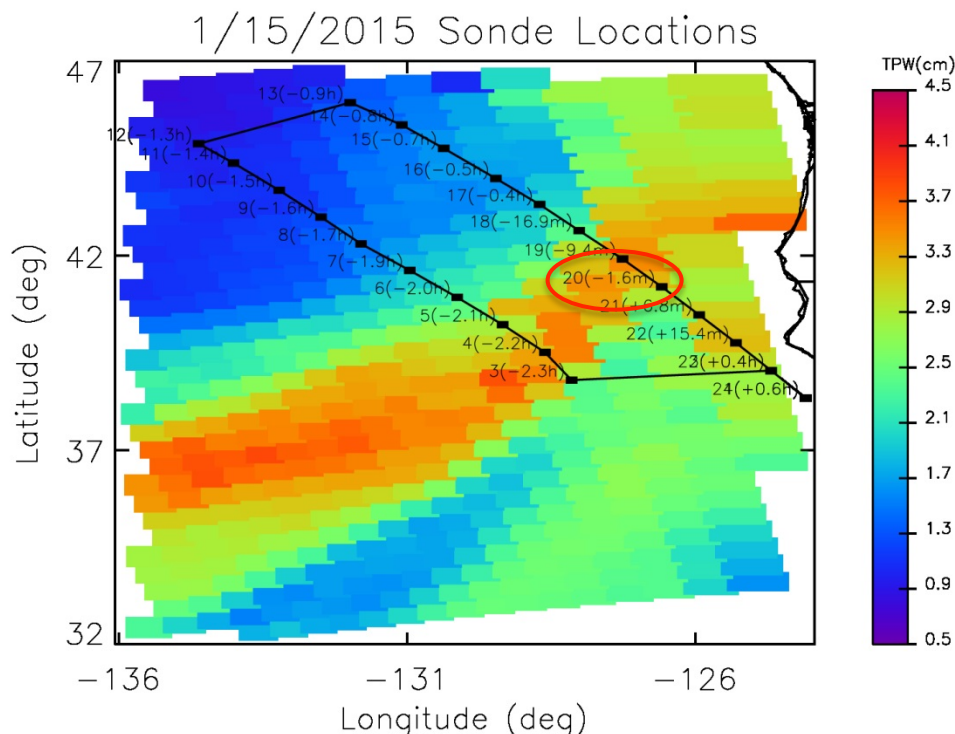 1/15/2015 Sonde Locations
TPW(cm)
47
42
37
32
Latitude (deg)
-136
-131
-126
Longitude (deg)
13(-0.9h)
14(-0.8h)
12(-1.3h)
15(-0.7h)
11(-1.4h)
16(-0.5h)
10(-1.5h)
17(-0.4h)
9(-1.6h)
18(-16.9m)
8(-1.7h)
19(-9.4m)
7(-1.9h)
20(-1.6m)
6(-2.0h)
21(+6.8m)
5(-2.1h)
22(+15.4m)
4(-2.2h)
3(-2.3h)
(+0.4h)
(+0.6h)
4.5
4.1
3.7
3.3
2.9
2.5
2.1
1.7
1.3
0.9
0.5